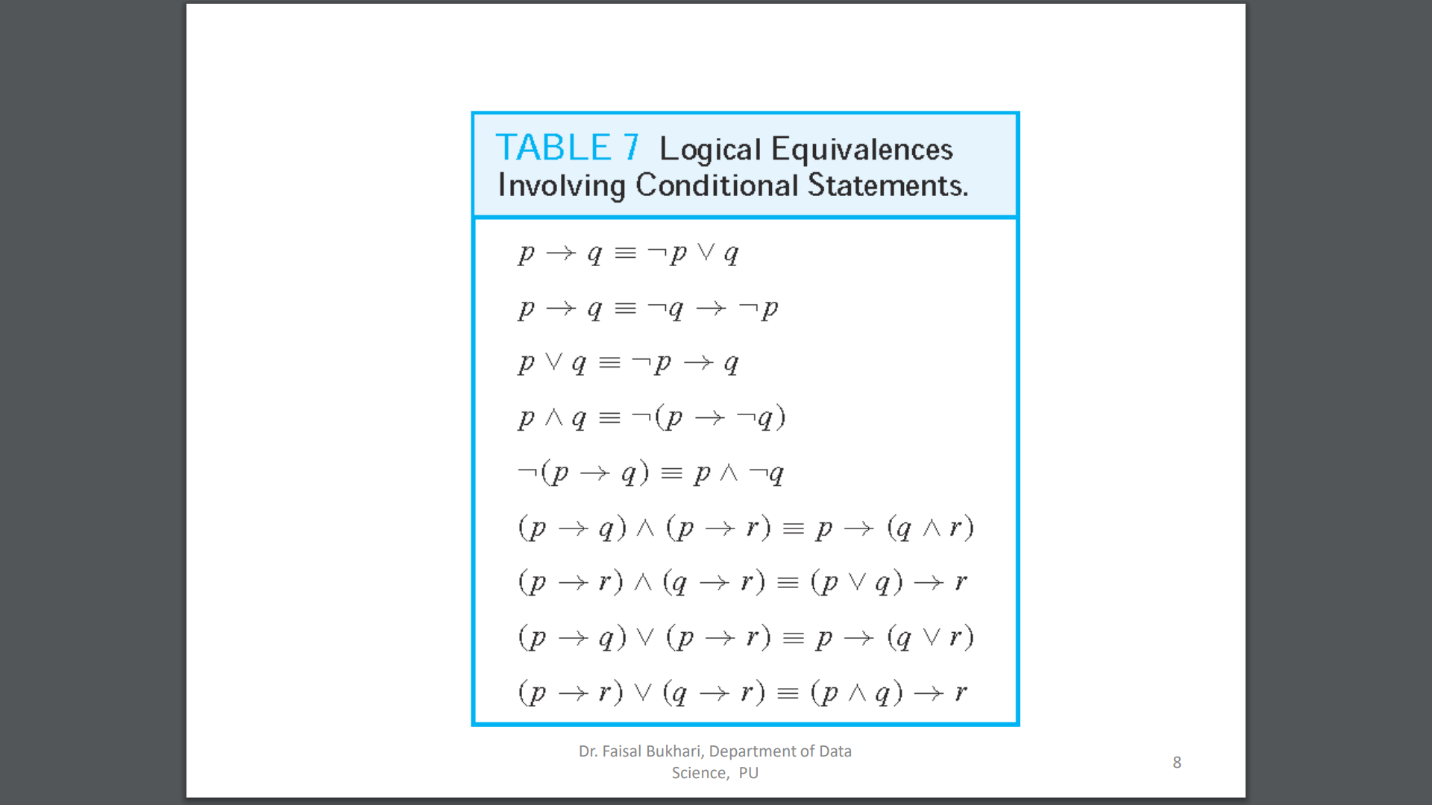 TABLE 7 Logical Equivalences
Involving Conditional Statements.
p → q ≡ ¬p ∨ q
p → q ≡ ¬q → ¬p
p ∨ q ≡ ¬p → q
p ∧ q ≡ ¬(p → ¬q)
¬(p → q) ≡ p ∧ ¬q
(p → q) ∧ (p → r) ≡ p → (q ∧ r)
(p → r) ∧ (q → r) ≡ (p ∨ q) → r
(p → q) ∨ (p → r) ≡ p → (q ∨ r)
(p → r) ∨ (q → r) ≡ (p ∧ q) → r
Dr. Faisal Bukhari, Department of Data
Science, PU
8